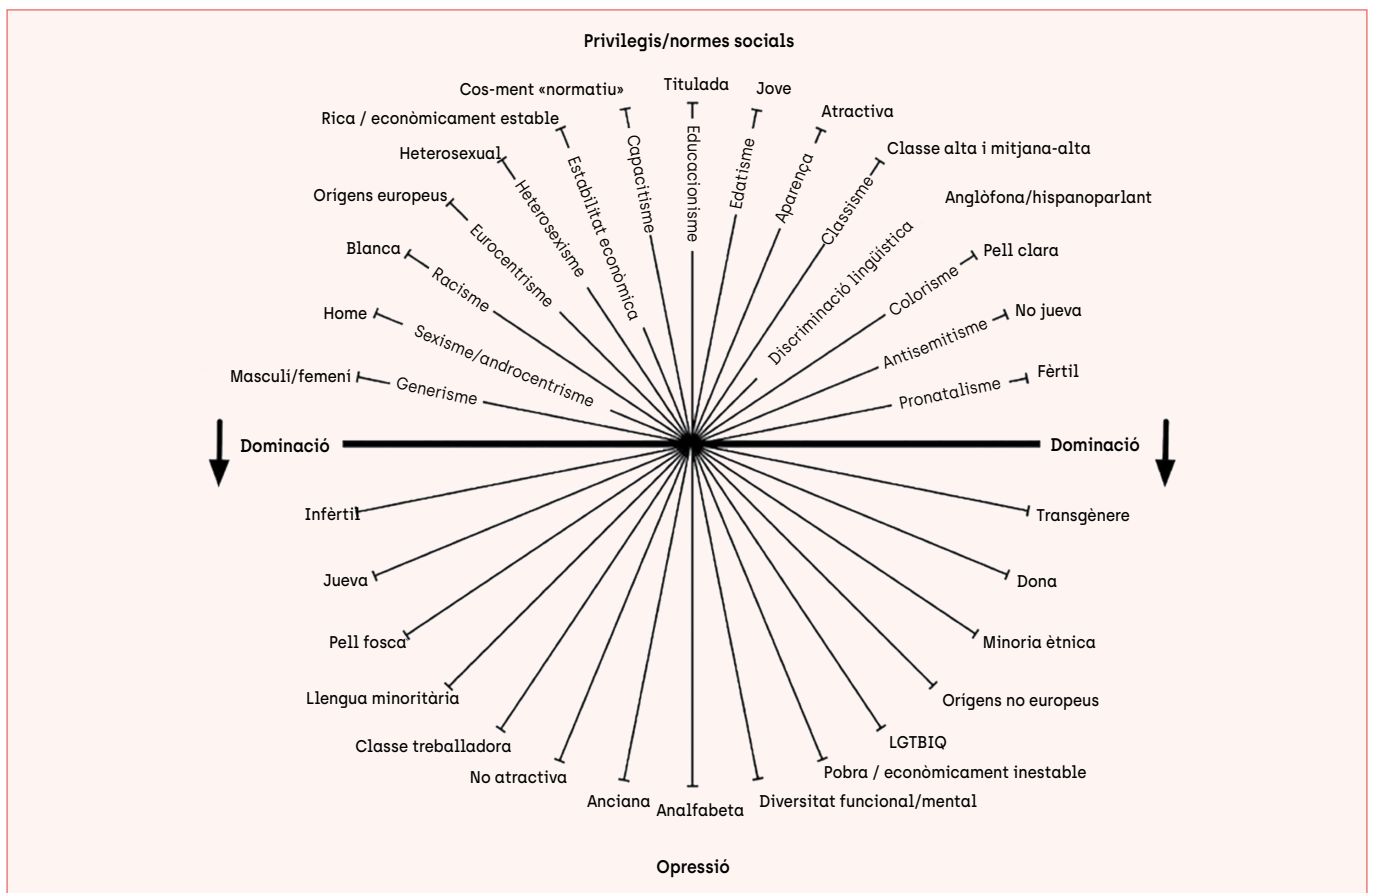 Privilegis/normes socials
Titulada
Cos-ment «normatiu»
Jove
Rica / econòmicament estable
Atractiva
Heterosexual
Classe alta i mitjana-alta
Orígens europeus
Anglòfona/hispanoparlant
Blanca
Pell clara
Home
No jueva
Masculí/femení
Fèrtil
Generisme
Sexisme/androcentrisme
Racisme
Eurocentrisme
Heterosexisme
Estabilitat econòmica
Capacitisme
Educacionisme
Edatisme
Aparença
Classisme
Discriminació lingüística
Colorisme
Antisemitisme
Pronatalisme
Dominació
Dominació
Infèrtil
Transgènere
Jueva
Dona
Pell fosca
Minoria ètnica
Llengua minoritària
Orígens no europeus
Classe treballadora
LGTBIQ
No atractiva
Pobra / econòmicament inestable
Anciana
Analfabeta
Diversitat funcional/mental
Opressió